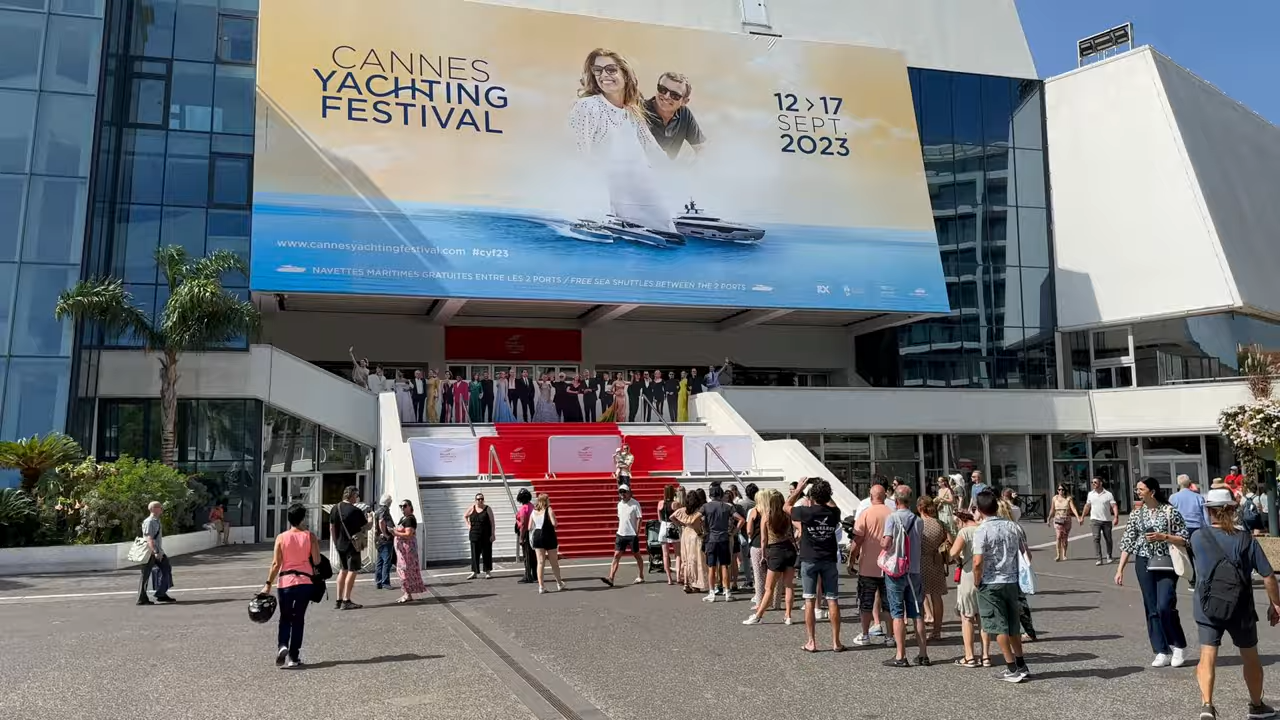 CANNES
YACHTING
FESTIVAL
12 > 17
SEPT.
2023
www.cannesyachtingfestival.com #cyf23
NAVETTES MARITIMES GRATUITES ENTRE LES 2 PORTS / FREE SEA SHUTTLES BETWEEN THE 2 PORTS